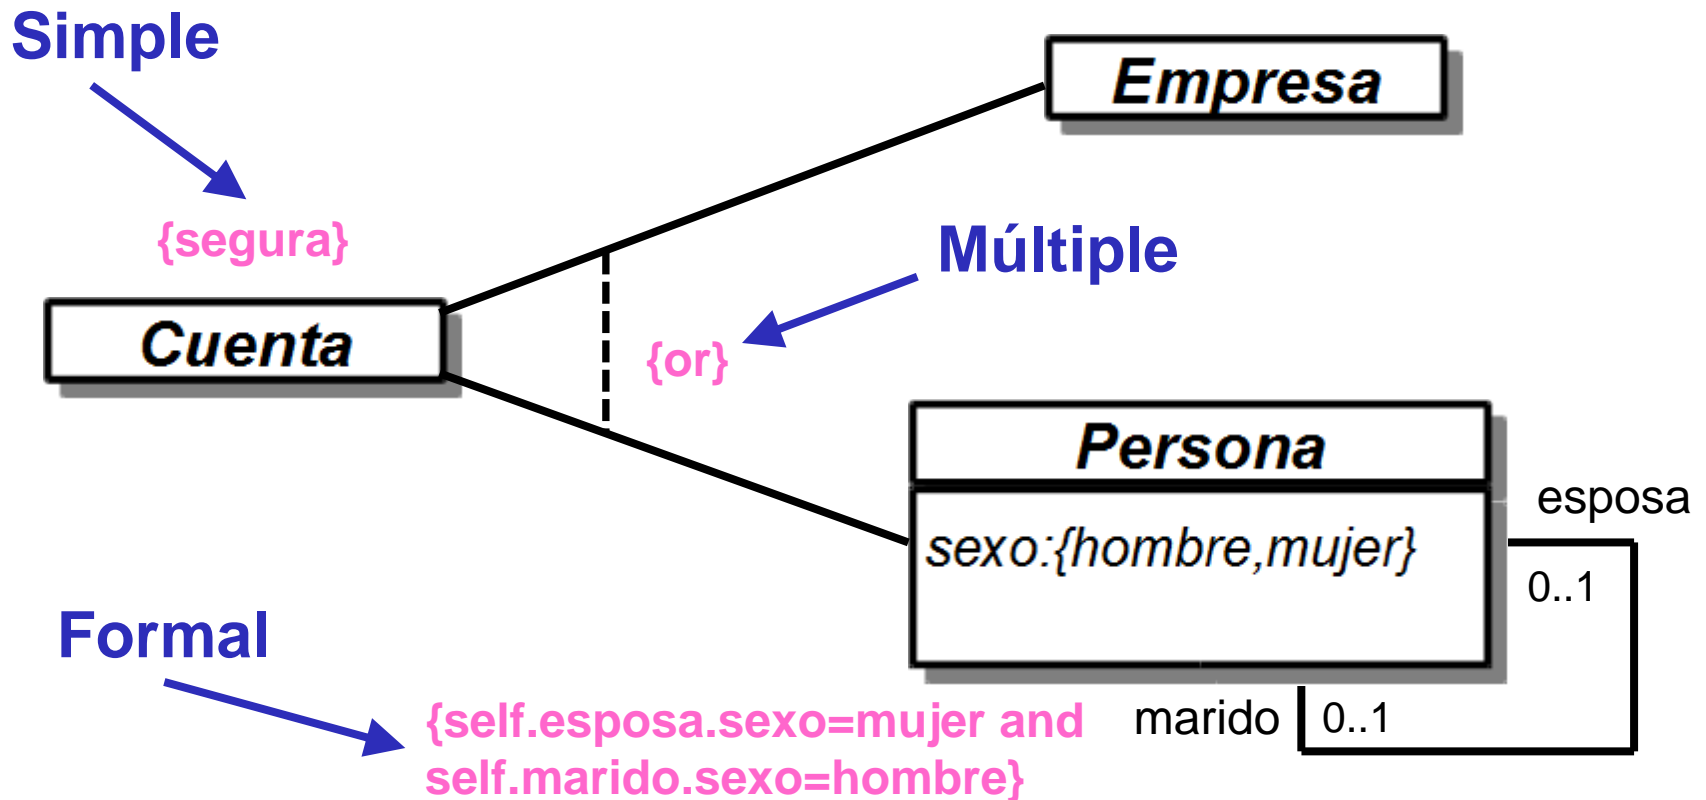 Simple
Empresa
{segura}
Múltiple
Cuenta
{or}
Persona
esposa
sexo:{hombre,mujer}
0..1
Formal
{self.esposa.sexo=mujer and
self.marido.sexo=hombre}
marido
0..1